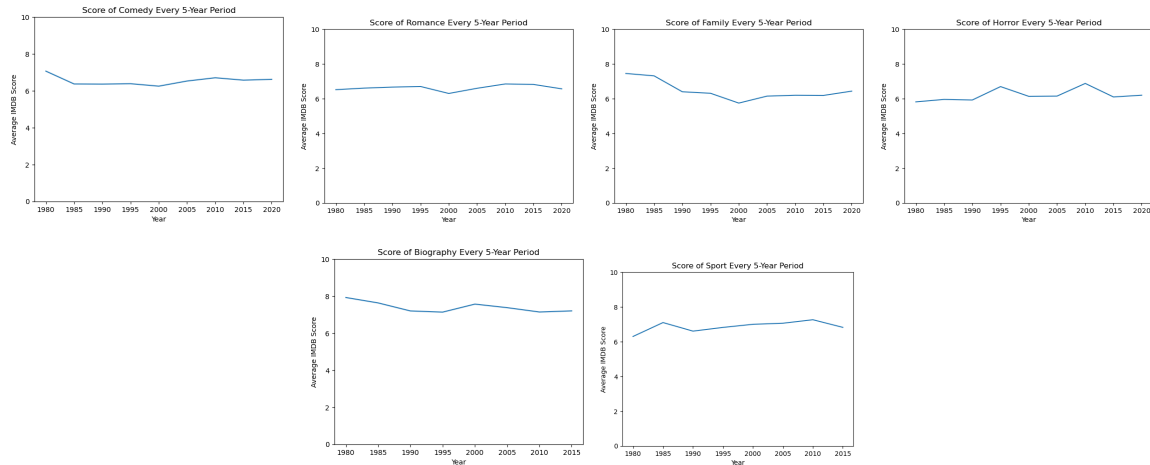 Score of Comedy Every 5-Year Period
10
8
6
4
2
0
Average IMDB Score
1980 1985 1990 1995 2000 2005 2010 2015 2020
Year
Score of Romance Every 5-Year Period
10
8
6
4
2
0
Average IMDB Score
1980 1985 1990 1995 2000 2005 2010 2015 2020
Year
Score of Family Every 5-Year Period
10
8
6
4
2
0
Average IMDB Score
1980 1985 1990 1995 2000 2005 2010 2015 2020
Year
Score of Horror Every 5-Year Period
10
8
6
4
2
0
Average IMDB Score
1980 1985 1990 1995 2000 2005 2010 2015 2020
Year
Score of Biography Every 5-Year Period
10
8
6
4
2
0
Average IMDB Score
1980 1985 1990 1995 2000 2005 2010 2015
Year
Score of Sport Every 5-Year Period
10
8
6
4
2
0
Average IMDB Score
1980 1985 1990 1995 2000 2005 2010 2015
Year